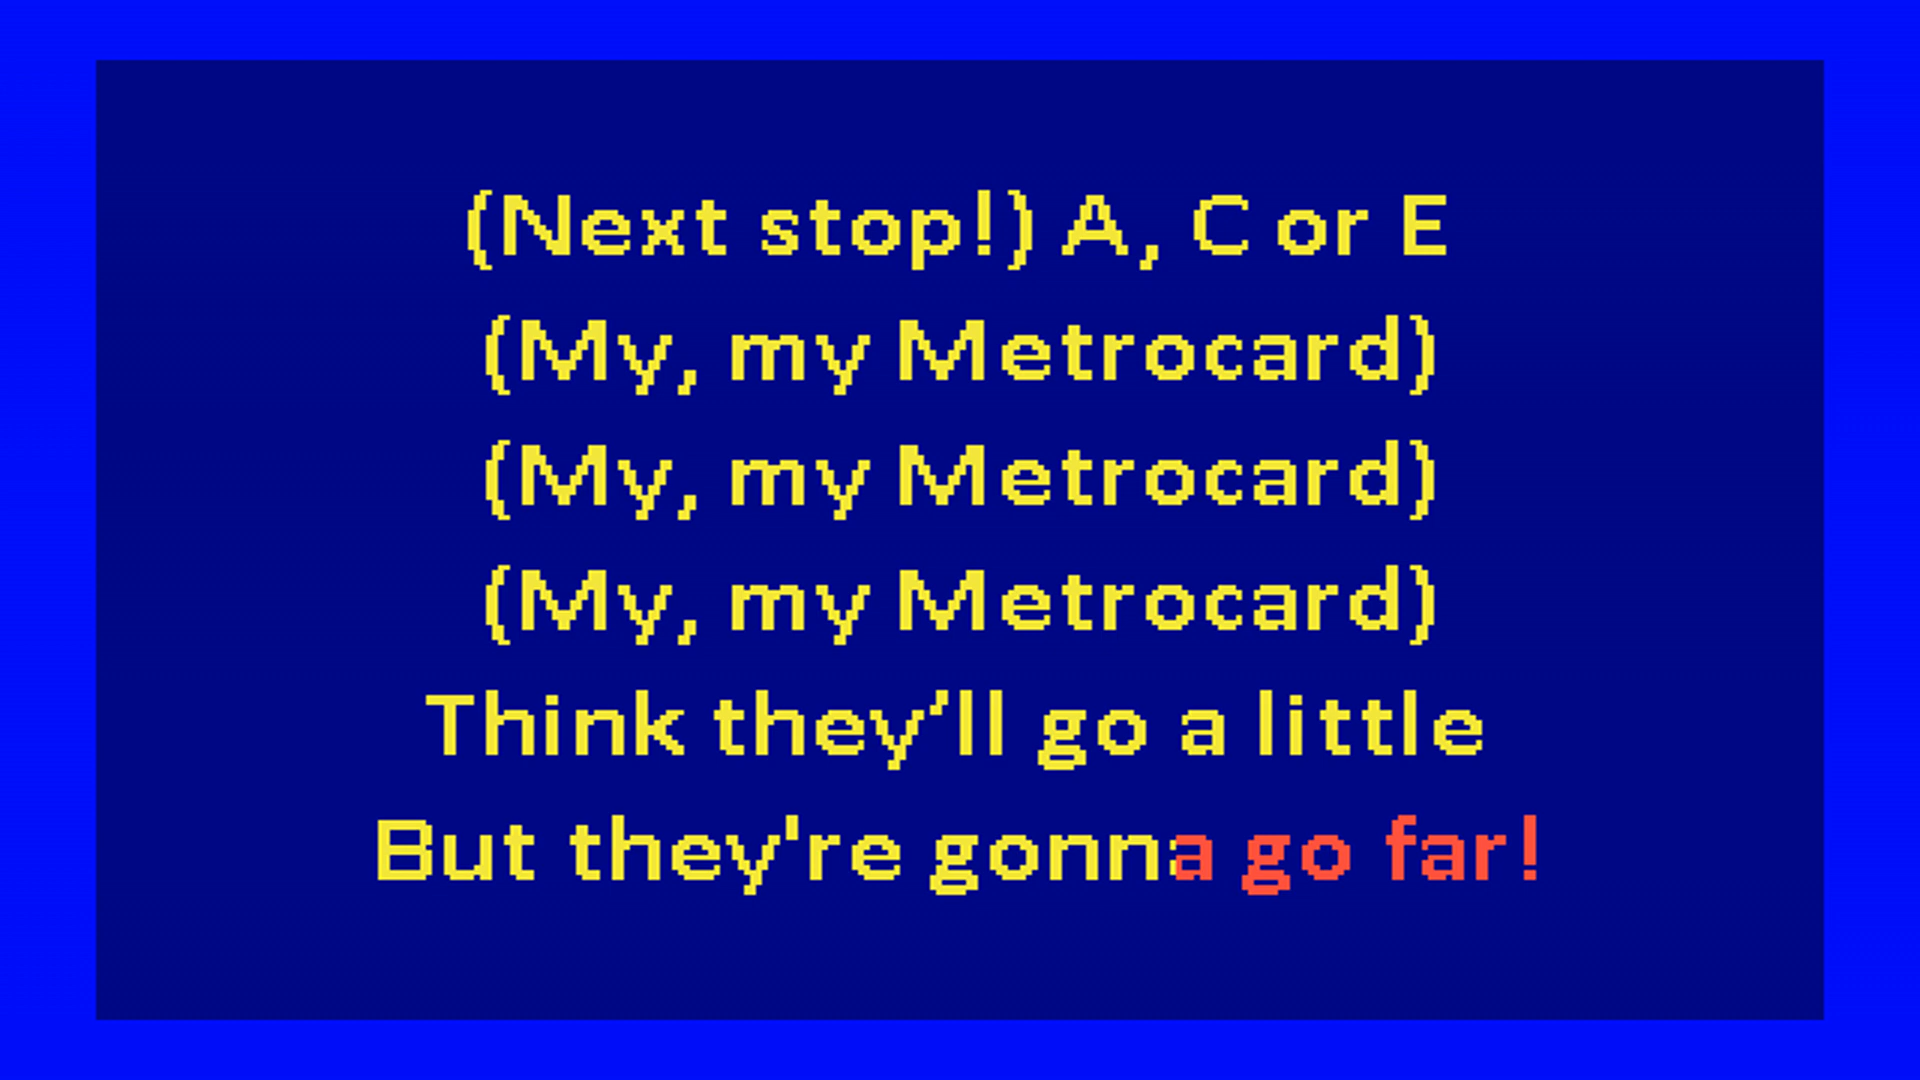 (Next stop!) A, C or E
(My, my Metrocard)
(My, my Metrocard)
(My, my Metrocard)
Think they’ll go a little
But they're gonna go far!